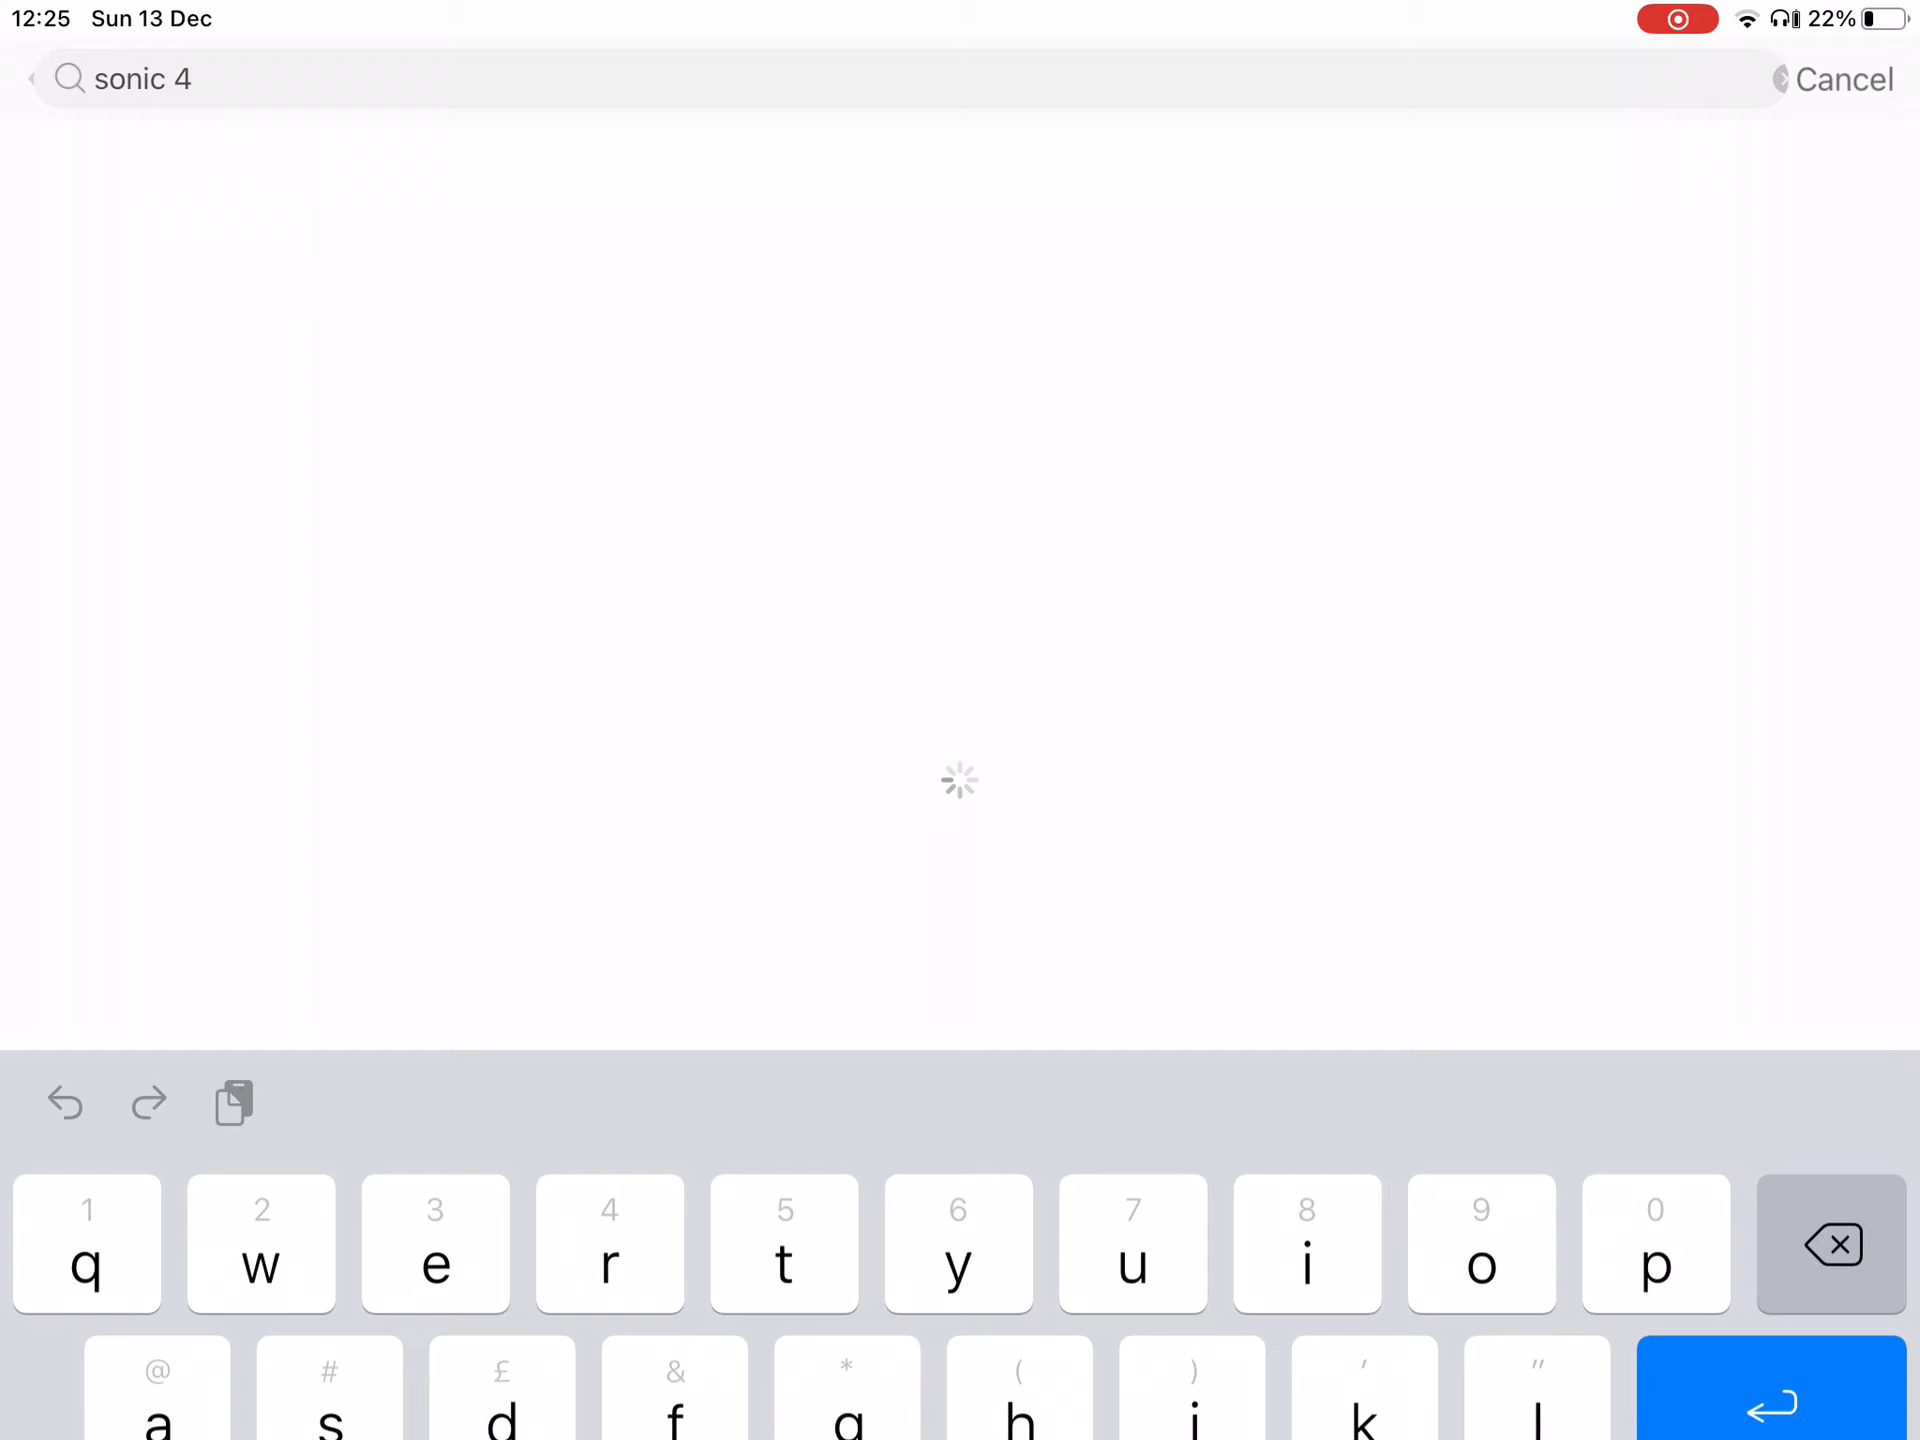 12:25 Sun 13 Dec 22%
sonic 4 Cancel
1 2 3 4 5 6 7 8 9 0
q w e r t y u i o p
@ # £ & * ( ) ' "
a s d f g h j k l